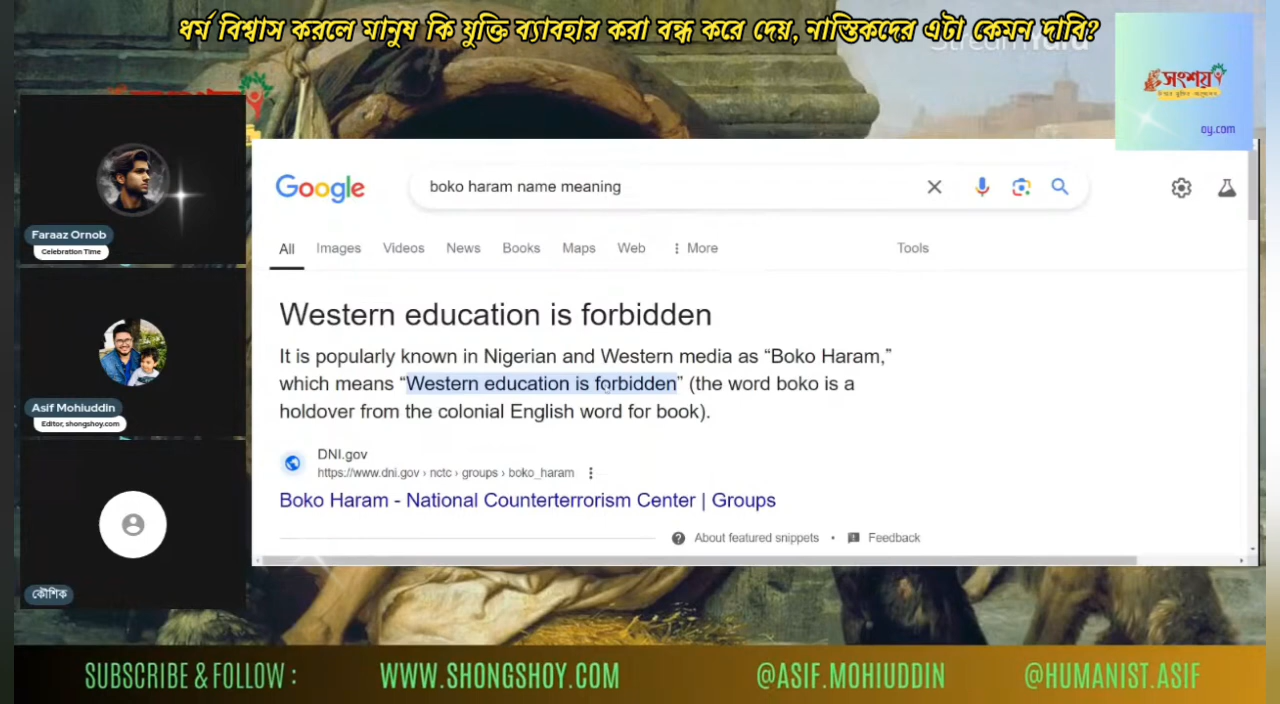 ধর্ম বিশ্বাস করলে মানুষ কি যুক্তি ব্যাবহার করা বন্ধ করে দেয়, নাস্তিকদের এটা কেমন দাবি?
সংশয়
oy.com
Faraaz Ornob
Celebration Time
Asif Mohiuddin
Editor, shongshoy.com
কৌশিক
Google
boko haram name meaning
All Images Videos News Books Maps Web More Tools
Western education is forbidden
It is popularly known in Nigerian and Western media as “Boko Haram,”
which means “Western education is forbidden” (the word boko is a
holdover from the colonial English word for book).
DNI.gov
https://www.dni.gov › nctc › groups › boko_haram
Boko Haram - National Counterterrorism Center | Groups
About featured snippets • Feedback
SUBSCRIBE & FOLLOW : WWW.SHONGSHOY.COM @ASIF.MOHIUDDIN @HUMANIST.ASIF